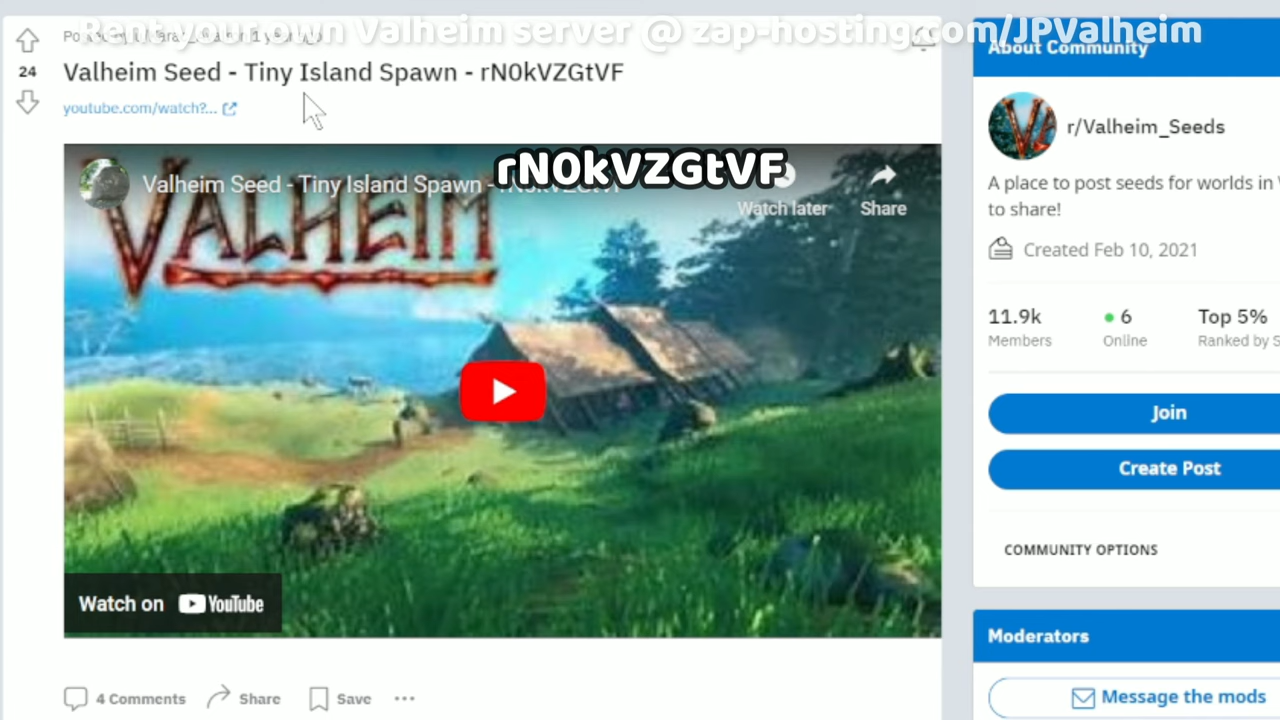 Rent your own Valheim server @ zap-hosting.com/JPValheim
24
Valheim Seed - Tiny Island Spawn - rN0kVZGtVF
youtube.com/watch?...
rN0kVZGtVF
VALHEIM
Valheim Seed - Tiny Island Spawn -
Watch later
Share
Watch on YouTube
4 Comments
Share
Save
About Community
r/Valheim_Seeds
A place to post seeds for worlds in
to share!
Created Feb 10, 2021
11.9k
6
Top 5%
Members
Online
Ranked by S
Join
Create Post
COMMUNITY OPTIONS
Moderators
Message the mods